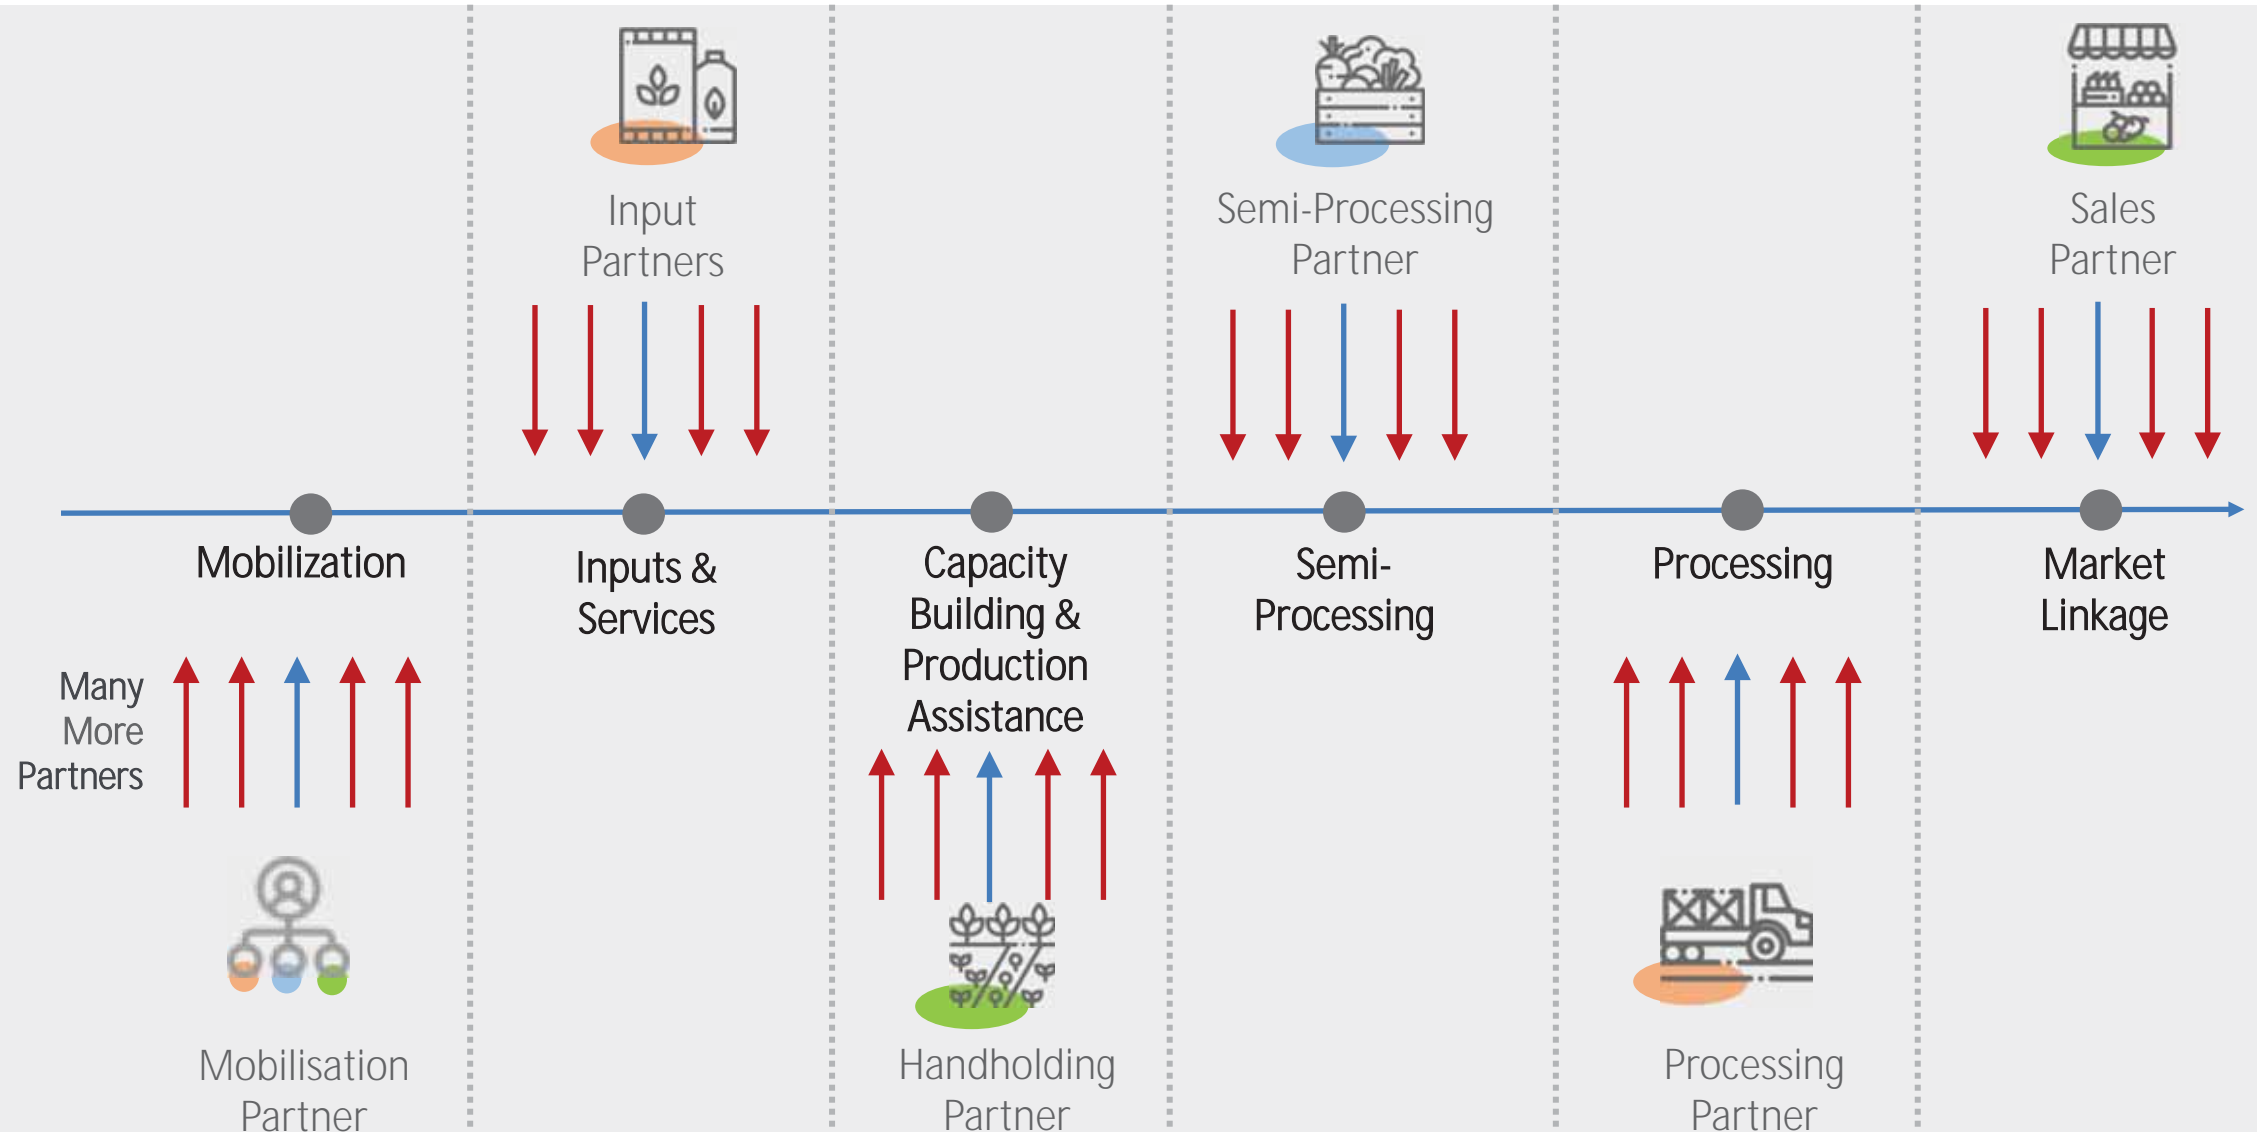 Input
Partners
Semi-Processing
Partner
Sales
Partner
Mobilization
Inputs &
Services
Capacity
Building &
Production
Assistance
Semi-
Processing
Processing
Market
Linkage
Many
More
Partners
Mobilisation
Partner
Handholding
Partner
Processing
Partner